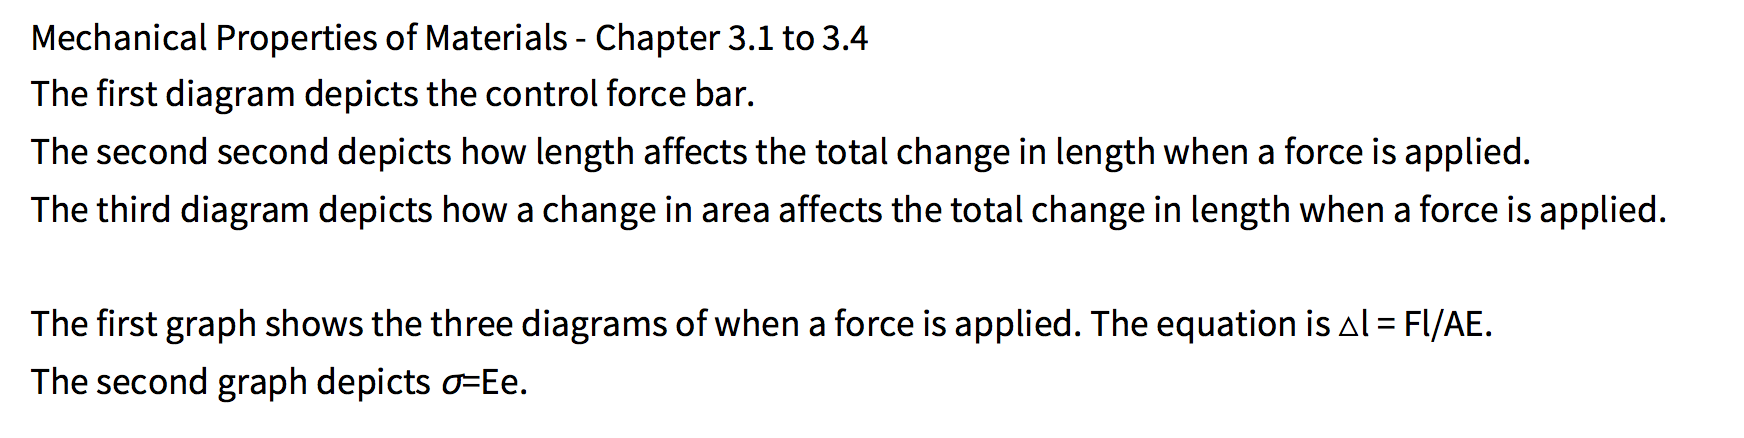 Mechanical Properties of Materials - Chapter 3.1 to 3.4
The first diagram depicts the control force bar.
The second second depicts how length affects the total change in length when a force is applied.
The third diagram depicts how a change in area affects the total change in length when a force is applied.
The first graph shows the three diagrams of when a force is applied. The equation is △l = Fl/AE.
The second graph depicts σ=Ee.